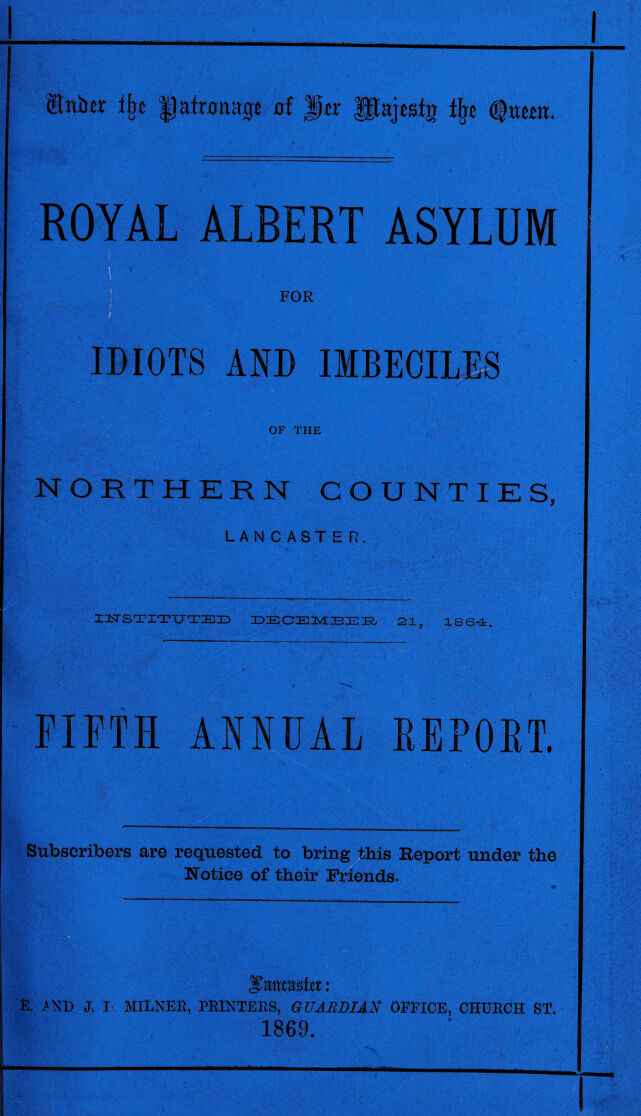 Under the Patronage of Her Majesty the Queen.
ROYAL ALBERT ASYLUM
FOR
IDIOTS AND IMBECILES
OF THE
NORTHERN COUNTIES,
LANCASTER.
INSTITUTED DECEMBER 21, 1864.
FIFTH ANNUAL REPORT.
Subscribers are requested to bring this Report under the
Notice of their Friends.
Lancaster:
E. AND J. L. MILNER, PRINTERS, GUARDIAN OFFICE, CHURCH ST.
1869.